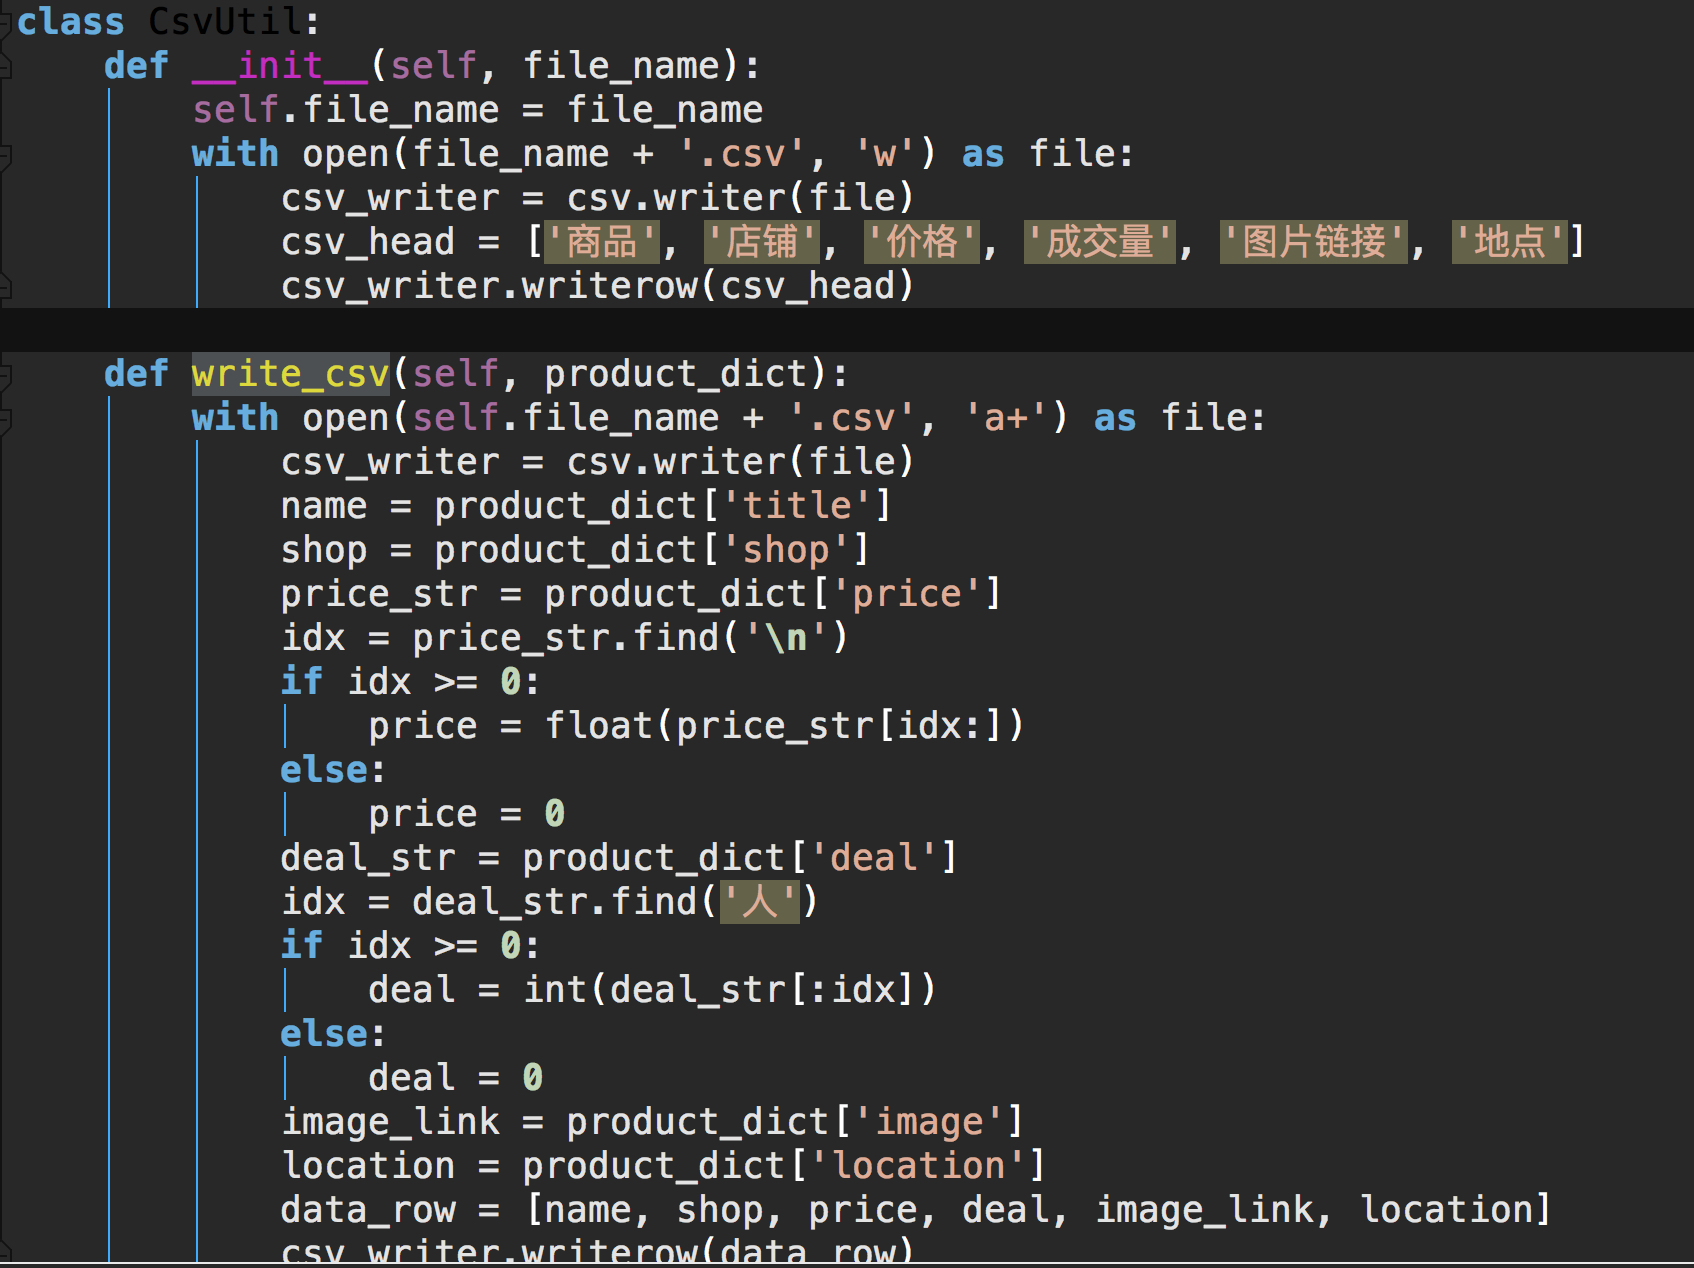 class CsvUtil:
    def __init__(self, file_name):
        self.file_name = file_name
        with open(file_name + '.csv', 'w') as file:
            csv_writer = csv.writer(file)
            csv_head = ['商品', '店铺', '价格', '成交量', '图片链接', '地点']
            csv_writer.writerow(csv_head)
    def write_csv(self, product_dict):
        with open(self.file_name + '.csv', 'a+') as file:
            csv_writer = csv.writer(file)
            name = product_dict['title']
            shop = product_dict['shop']
            price_str = product_dict['price']
            idx = price_str.find('\n')
            if idx >= 0:
                price = float(price_str[idx:])
            else:
                price = 0
            deal_str = product_dict['deal']
            idx = deal_str.find('人')
            if idx >= 0:
                deal = int(deal_str[:idx])
            else:
                deal = 0
            image_link = product_dict['image']
            location = product_dict['location']
            data_row = [name, shop, price, deal, image_link, location]
            csv_writer.writerow(data_row)